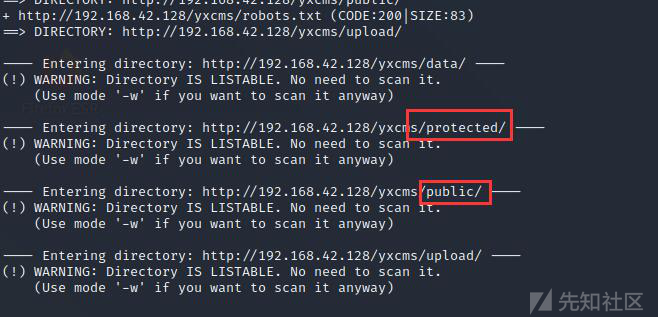 ==> DIRECTORY: http://192.168.42.128/yxcms/public/
+ http://192.168.42.128/yxcms/robots.txt (CODE:200|SIZE:83)
==> DIRECTORY: http://192.168.42.128/yxcms/upload/
---- Entering directory: http://192.168.42.128/yxcms/data/ ----
(!) WARNING: Directory IS LISTABLE. No need to scan it.
(Use mode '-w' if you want to scan it anyway)
---- Entering directory: http://192.168.42.128/yxcms/protected/ ----
(!) WARNING: Directory IS LISTABLE. No need to scan it.
(Use mode '-w' if you want to scan it anyway)
---- Entering directory: http://192.168.42.128/yxcms/public/ ----
(!) WARNING: Directory IS LISTABLE. No need to scan it.
(Use mode '-w' if you want to scan it anyway)
---- Entering directory: http://192.168.42.128/yxcms/upload/ ----
(!) WARNING: Directory IS LISTABLE. No need to scan it.
(Use mode '-w' if you want to scan it anyway)
先知社区